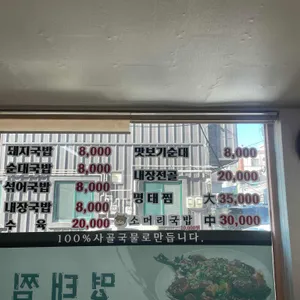 돼지국밥 8,000
순대국밥 8,000
섞어국밥 8,000
내장국밥 8,000
수육 20,000
맛보기순대 8,000
내장전골 20,000
명태찜 大 35,000
소머리국밥 中 30,000
100%사골국물로만듭니다.
명태찜